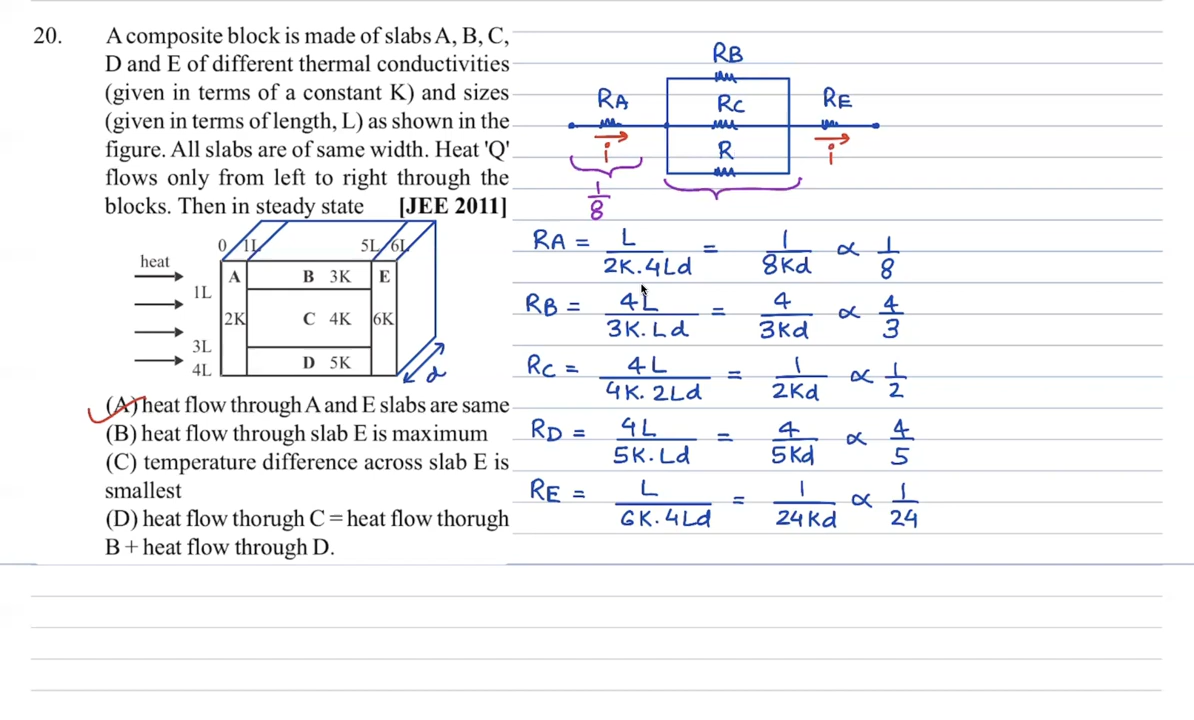 20. A composite block is made of slabs A, B, C,
D and E of different thermal conductivities
(given in terms of a constant K) and sizes
(given in terms of length, L) as shown in the
figure. All slabs are of same width. Heat 'Q'
flows only from left to right through the
blocks. Then in steady state [JEE 2011]
0 1L 5L 6L
heat
A B 3K E
1L
2K C 4K 6K
3L
4L D 5K
d
(A) heat flow through A and E slabs are same
(B) heat flow through slab E is maximum
(C) temperature difference across slab E is
smallest
(D) heat flow thorugh C = heat flow thorugh
B + heat flow through D.
RB
RA RC RE
i R i
1/8
RA = L / 2K.4Ld = 1 / 8Kd ∝ 1/8
RB = 4L / 3K.Ld = 4 / 3Kd ∝ 4/3
RC = 4L / 4K.2Ld = 1 / 2Kd ∝ 1/2
RD = 4L / 5K.Ld = 4 / 5Kd ∝ 4/5
RE = L / 6K.4Ld = 1 / 24Kd ∝ 1/24